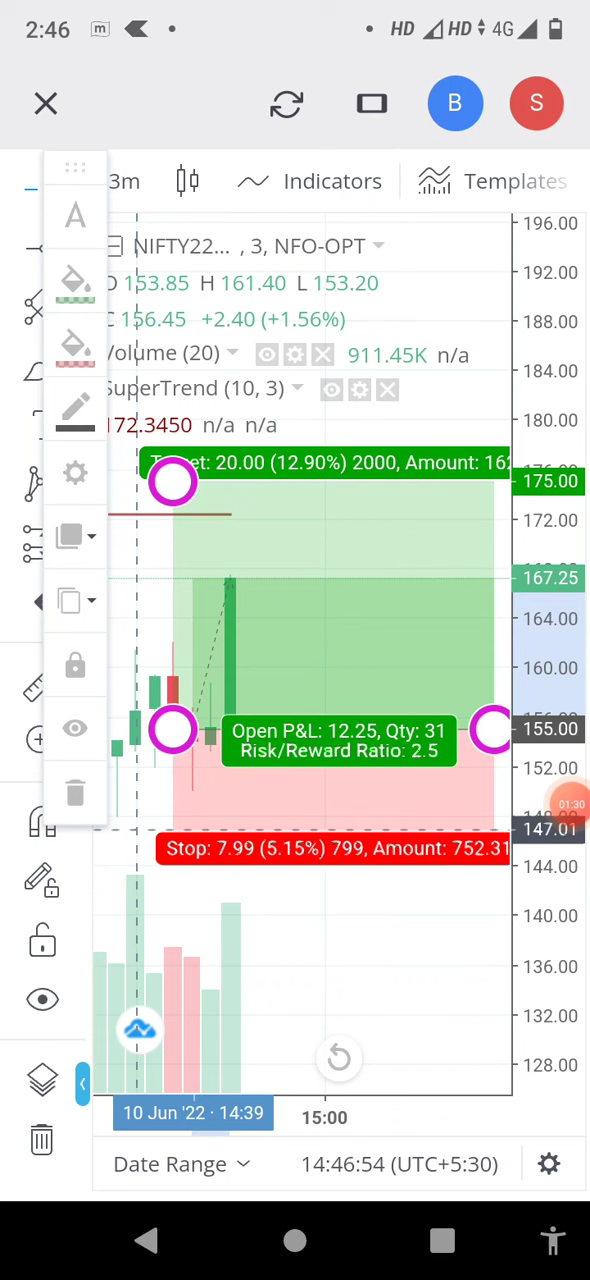 2:46 m HD HD 4G
B S
3m Indicators Templates
A
NIFTY22... , 3, NFO-OPT
O 153.85 H 161.40 L 153.20
C 156.45 +2.40 (+1.56%)
Volume (20) 911.45K n/a
SuperTrend (10, 3)
172.3450 n/a n/a
196.00
192.00
188.00
184.00
180.00
Target: 20.00 (12.90%) 2000, Amount: 162
175.00
172.00
167.25
164.00
160.00
Open P&L: 12.25, Qty: 31
Risk/Reward Ratio: 2.5
155.00
152.00
01:30
147.01
Stop: 7.99 (5.15%) 799, Amount: 752.31
144.00
140.00
136.00
132.00
128.00
10 Jun '22 · 14:39 15:00
Date Range 14:46:54 (UTC+5:30)